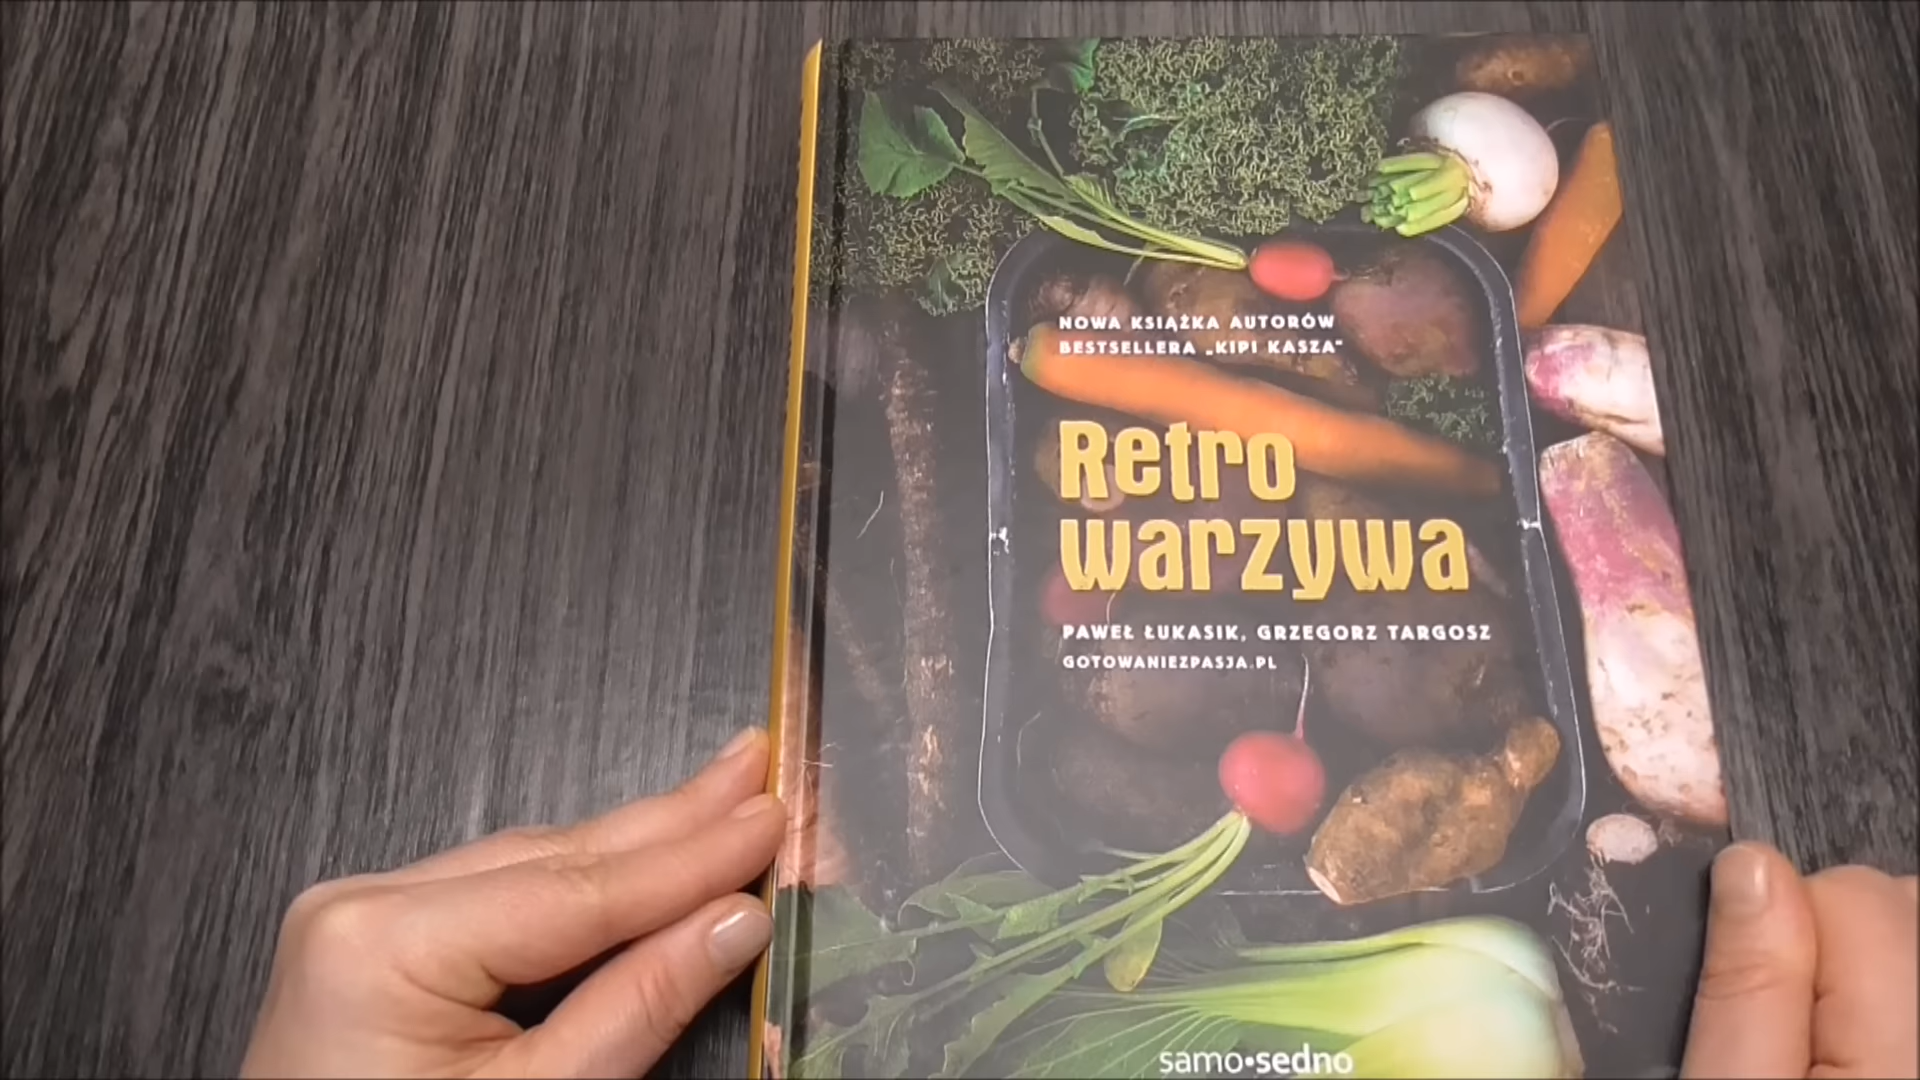 NOWA KSIĄŻKA AUTORÓW
BESTSELLERA „KIPI KASZA"
Retro
warzywa
PAWEŁ ŁUKASIK, GRZEGORZ TARGOSZ
GOTOWANIEZPASJA.PL
samo•sedno